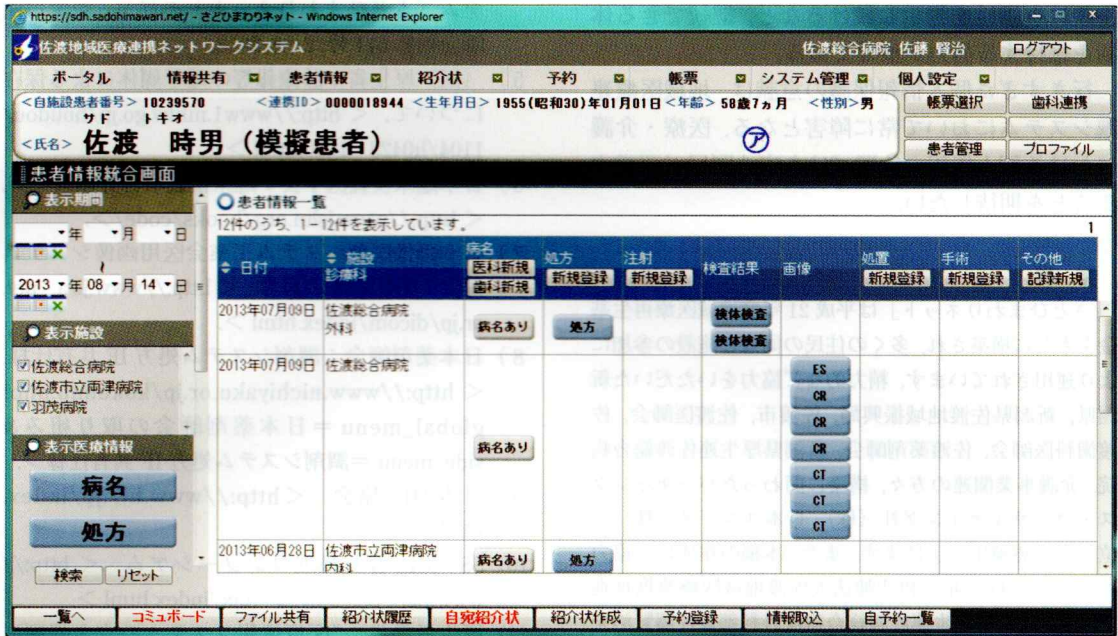 https://sdh.sadohimawari.net/ - さどひまわりネット - Windows Internet Explorer
佐渡地域医療連携ネットワークシステム 佐渡総合病院 佐藤 賢治 ログアウト
ポータル 情報共有 患者情報 紹介状 予約 帳票 システム管理 個人設定
<自施設患者番号> 10239570 <連携ID> 0000018944 <生年月日> 1955(昭和30)年01月01日 <年齢> 58歳7ヵ月 <性別> 男 帳票選択 歯科連携
サド トキオ
<氏名> 佐渡 時男 (模擬患者) ㋐ 患者管理 プロファイル
患者情報統合画面
表示期間
年 月 日
~
2013 年 08 月 14 日
表示施設
佐渡総合病院
佐渡市立両津病院
羽茂病院
表示医療情報
病名
処方
検索 リセット
患者情報一覧
12件のうち、1-12件を表示しています。
1
日付 施設 診療科 病名 医科新規 歯科新規 処方 新規登録 注射 新規登録 検査結果 画像 処置 新規登録 手術 新規登録 その他 記録新規
2013年07月09日 佐渡総合病院 外科 病名あり 処方 検体検査
検体検査
2013年07月09日 佐渡総合病院 外科 病名あり ES
CR
CR
CT
CT
CT
2013年06月28日 佐渡市立両津病院 内科 病名あり 処方
一覧へ コミュボード ファイル共有 紹介状履歴 自宛紹介状 紹介状作成 予約登録 情報取込 自予約一覧